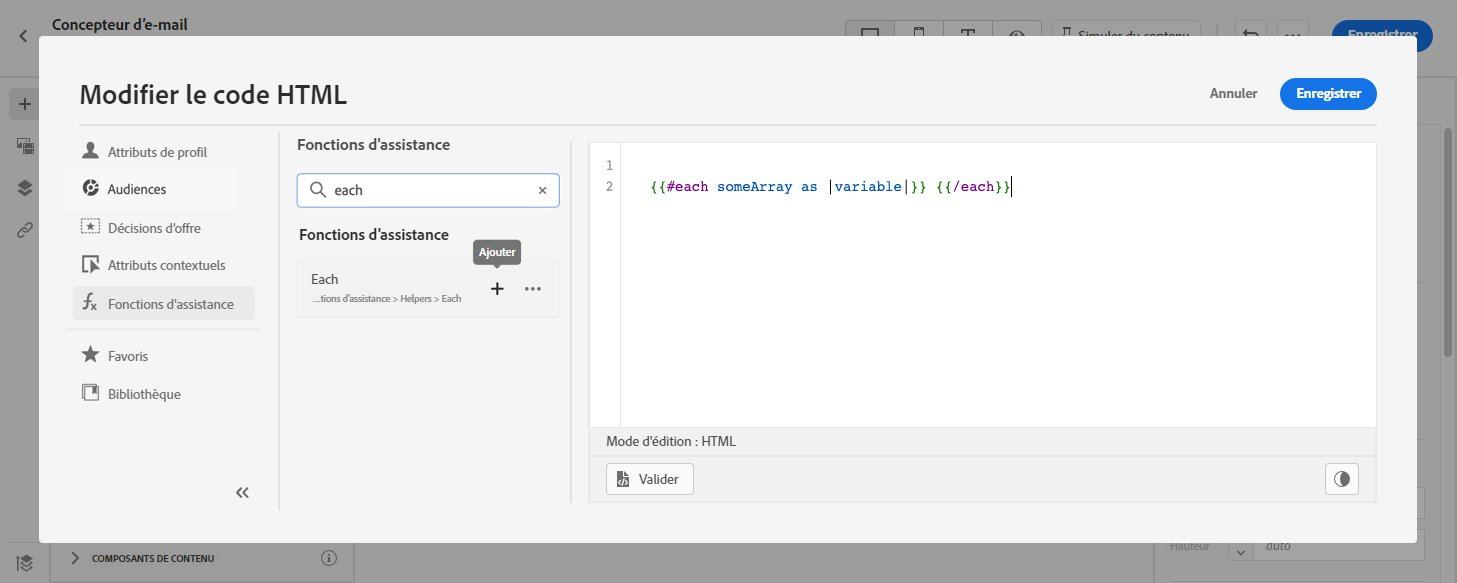 Concepteur d'e-mail
Simuler du contenu
Enregistrer
Modifier le code HTML
Annuler
Enregistrer
Attributs de profil
Audiences
Décisions d'offre
Attributs contextuels
Fonctions d'assistance
Favoris
Bibliothèque
Fonctions d'assistance
each
Fonctions d'assistance
Ajouter
Each
...tions d'assistance > Helpers > Each
1
2
{{#each someArray as |variable|}} {{/each}}
Mode d'édition : HTML
Valider
COMPOSANTS DE CONTENU
Hauteur
auto